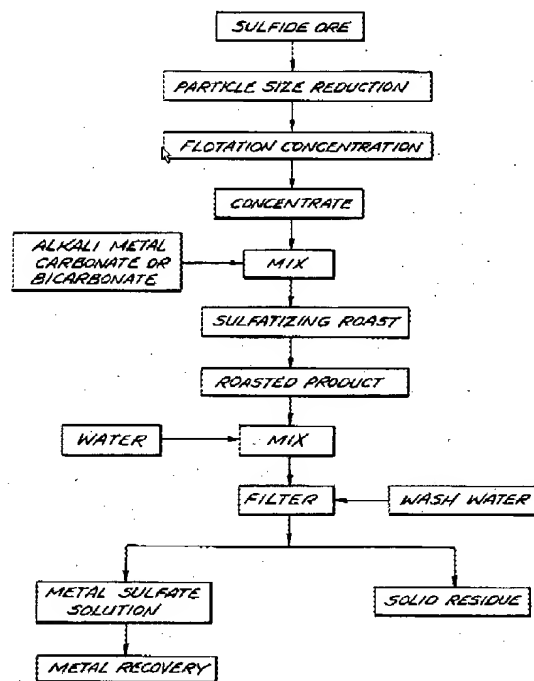 SULFIDE ORE
PARTICLE SIZE REDUCTION
FLOTATION CONCENTRATION
CONCENTRATE
ALKALI METAL
CARBONATE OR
BICARBONATE
MIX
SULFATIZING ROAST
ROASTED PRODUCT
WATER
MIX
FILTER
WASH WATER
METAL SULFATE
SOLUTION
SOLID RESIDUE
METAL RECOVERY